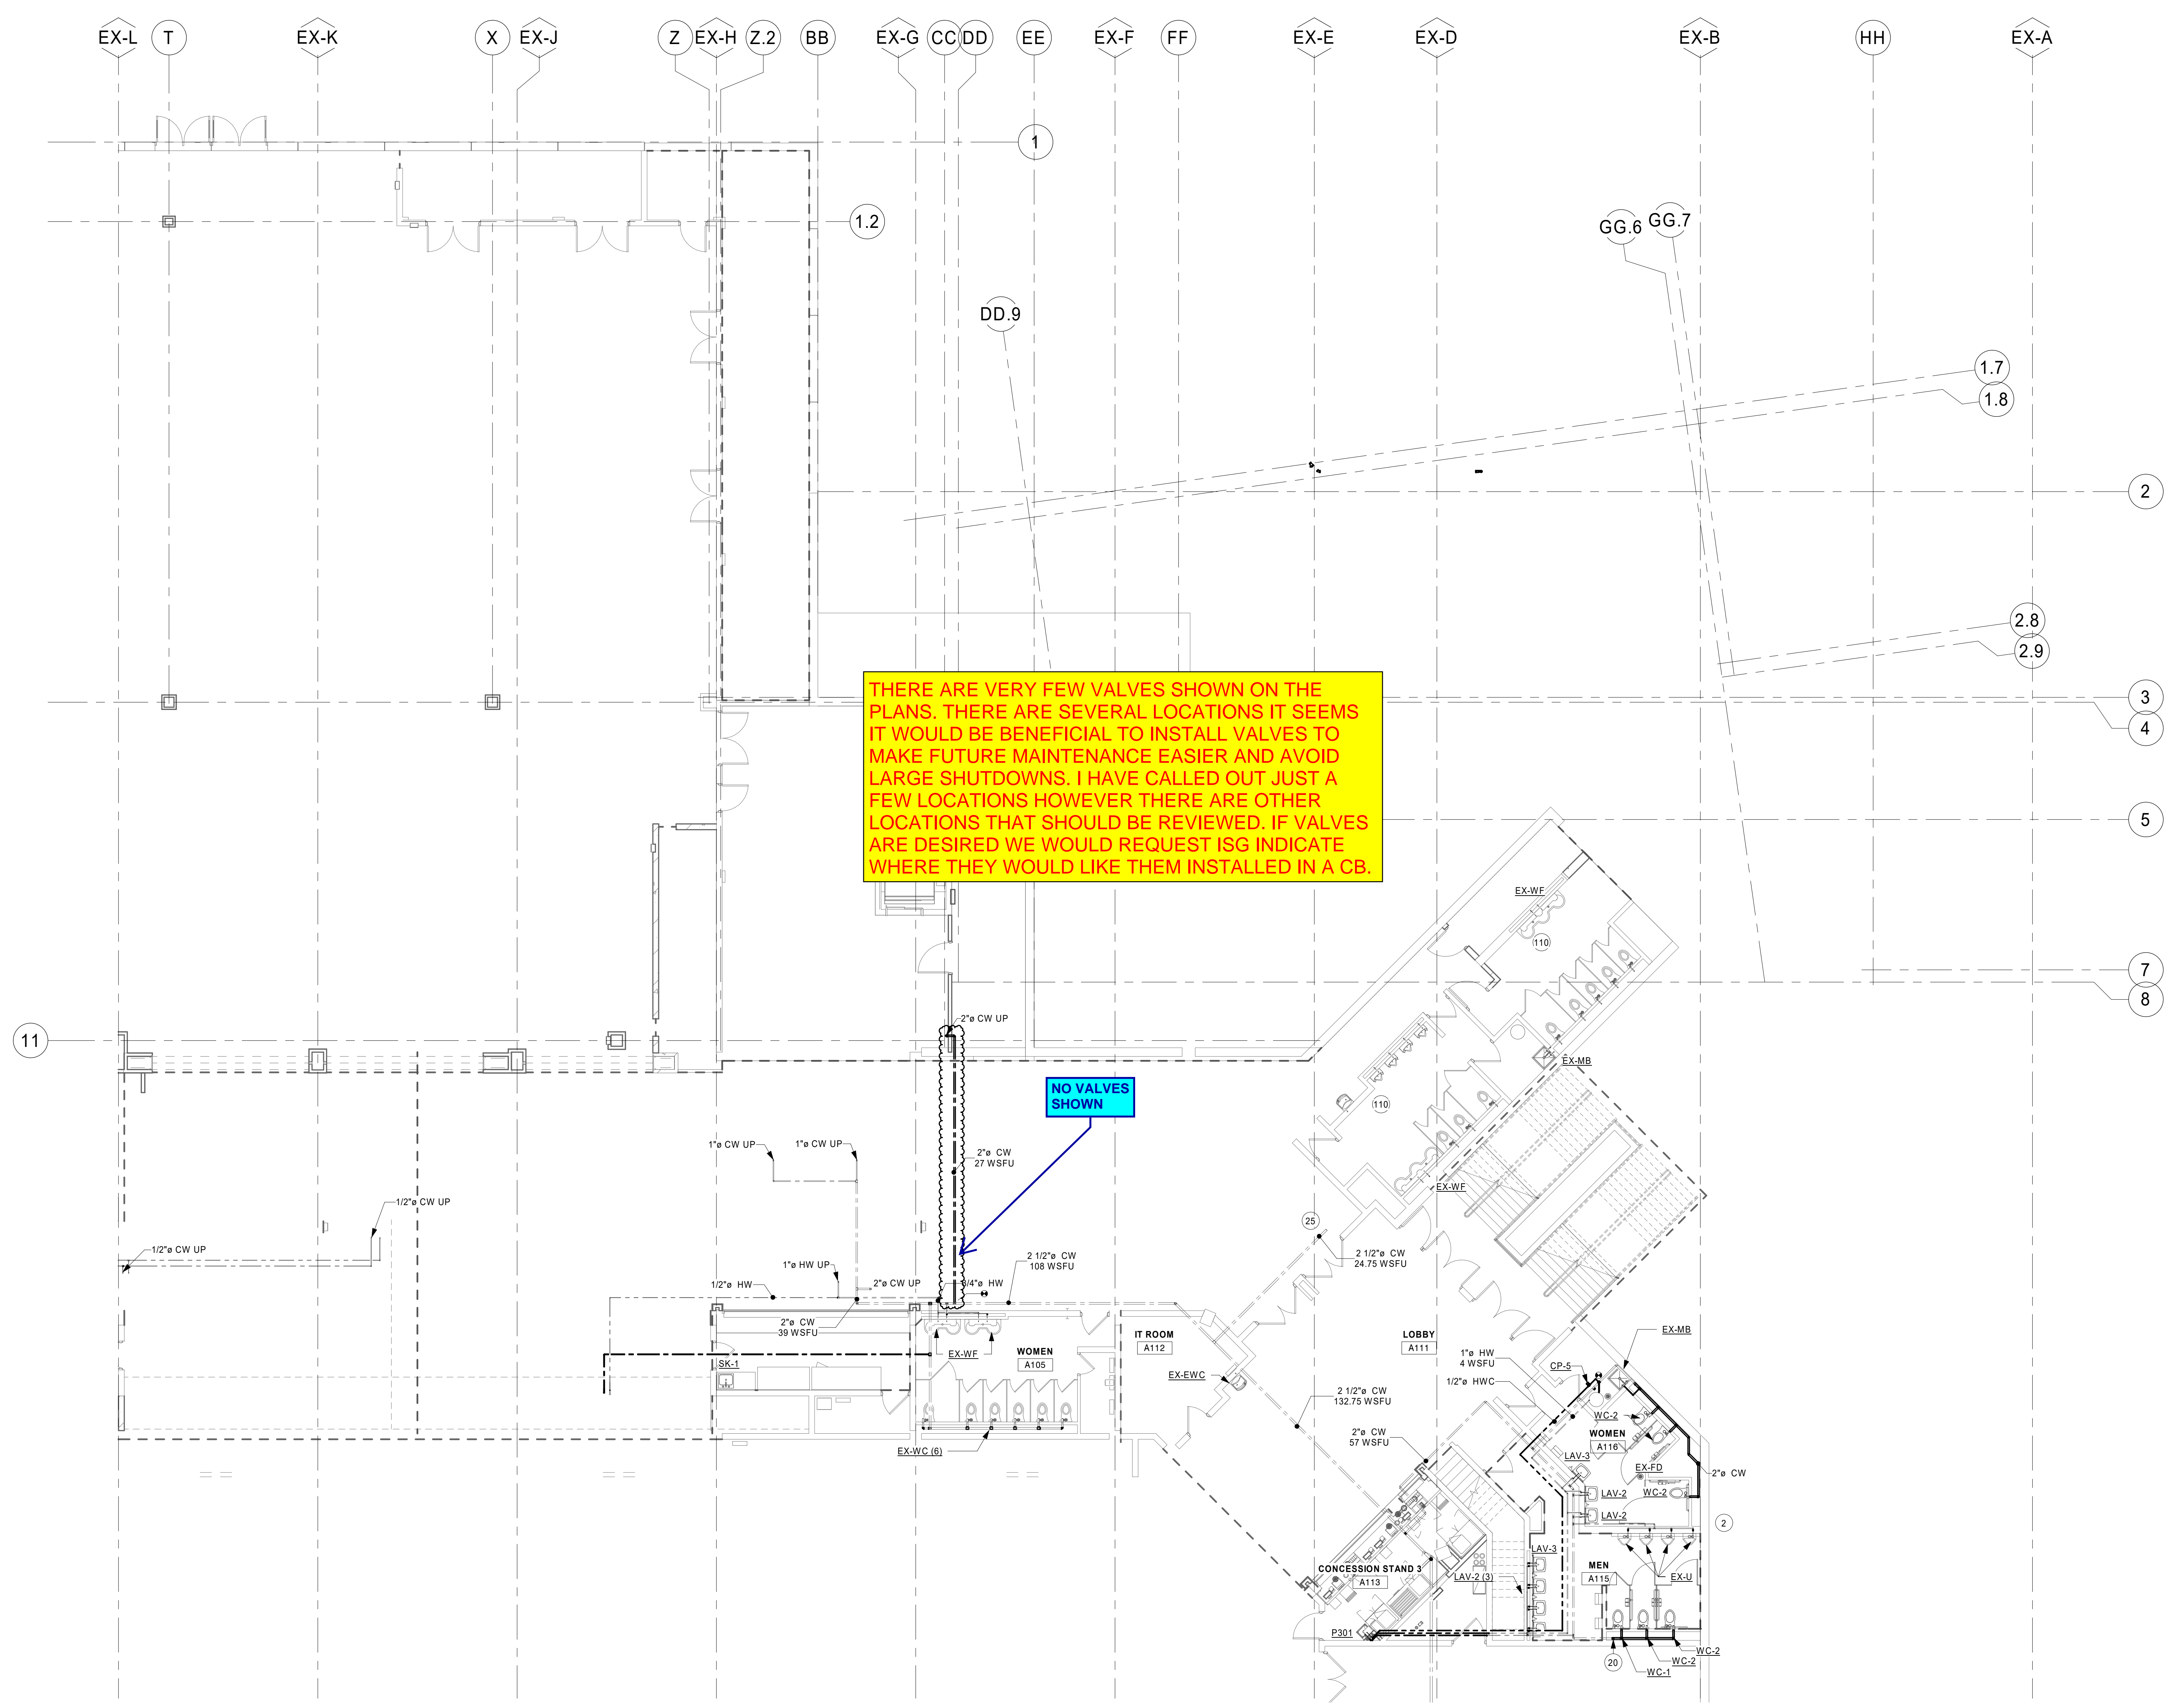 EX-L
T
EX-K
X
EX-J
Z
EX-H
Z.2
BB
EX-G
CC
DD
EE
EX-F
FF
EX-E
EX-D
EX-B
HH
EX-A
1
1.2
GG.6
GG.7
DD.9
1.7
1.8
2
2.8
2.9
3
4
THERE ARE VERY FEW VALVES SHOWN ON THE
PLANS. THERE ARE SEVERAL LOCATIONS IT SEEMS
IT WOULD BE BENEFICIAL TO INSTALL VALVES TO
MAKE FUTURE MAINTENANCE EASIER AND AVOID
LARGE SHUTDOWNS. I HAVE CALLED OUT JUST A
FEW LOCATIONS HOWEVER THERE ARE OTHER
LOCATIONS THAT SHOULD BE REVIEWED. IF VALVES
ARE DESIRED WE WOULD REQUEST ISG INDICATE
WHERE THEY WOULD LIKE THEM INSTALLED IN A CB.
5
EX-WF
110
7
8
11
2"ø CW UP
EX-MB
NO VALVES
SHOWN
110
1"ø CW UP
1"ø CW UP
2"ø CW
27 WSFU
EX-WF
1/2"ø CW UP
25
1/2"ø CW UP
2 1/2"ø CW
108 WSFU
2 1/2"ø CW
24.75 WSFU
1"ø HW UP
1/2"ø HW
2"ø CW UP
3/4"ø HW
2"ø CW
39 WSFU
EX-MB
IT ROOM
A112
LOBBY
A111
WOMEN
A105
EX-WF
SK-1
1"ø HW
4 WSFU
CP-5
EX-EWC
1/2"ø HWC
2 1/2"ø CW
132.75 WSFU
WC-2
WOMEN
A116
2"ø CW
57 WSFU
EX-WC (6)
LAV-3
EX-FD
2"ø CW
LAV-2
WC-2
LAV-2
2
LAV-3
CONCESSION STAND 3
A113
LAV-2 (3)
MEN
A115
EX-U
P301
20
WC-2
WC-2
WC-1